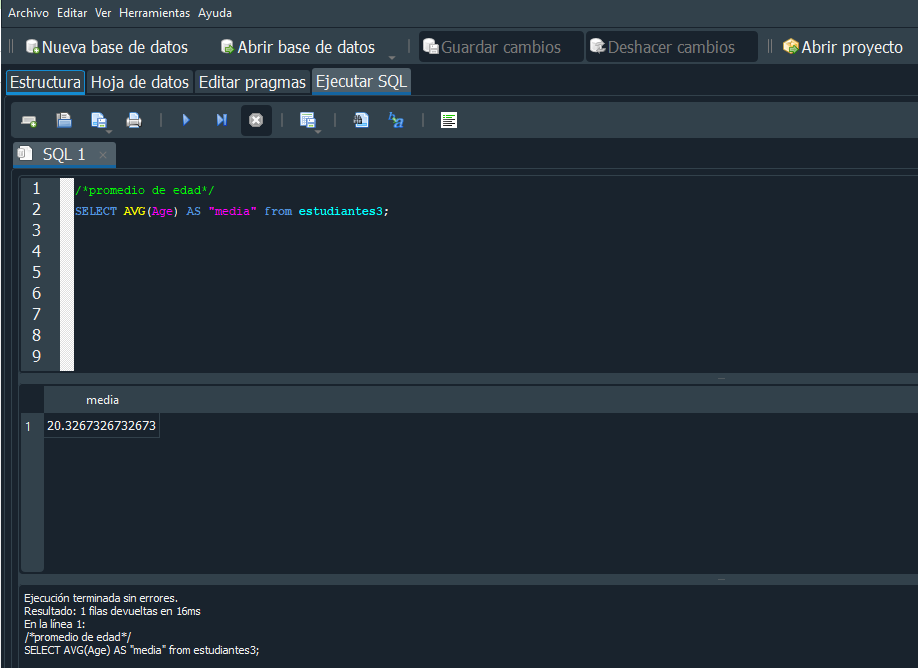 Archivo Editar Ver Herramientas Ayuda
Nueva base de datos Abrir base de datos Guardar cambios Deshacer cambios Abrir proyecto
Estructura Hoja de datos Editar pragmas Ejecutar SQL
SQL 1
1 /*promedio de edad*/
2 SELECT AVG(Age) AS "media" from estudiantes3;
3
4
5
6
7
8
9
media
1 20.3267326732673
Ejecución terminada sin errores.
Resultado: 1 filas devueltas en 16ms
En la línea 1:
/*promedio de edad*/
SELECT AVG(Age) AS "media" from estudiantes3;